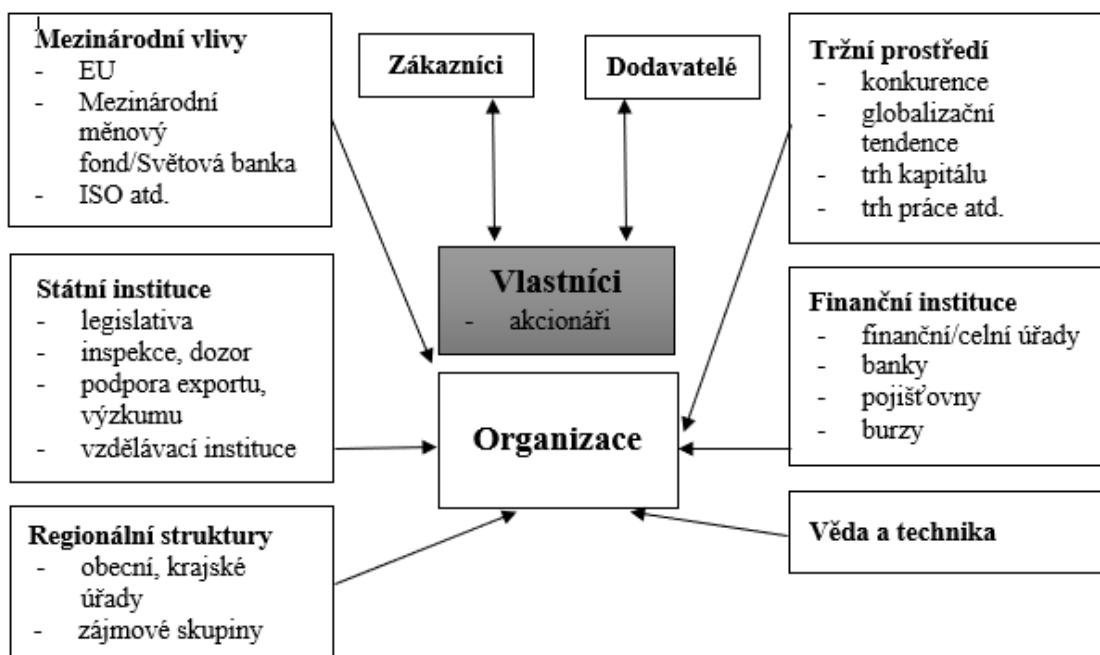 Mezinárodní vlivy
- EU
- Mezinárodní
měnový
fond/Světová banka
- ISO atd.
Zákazníci
Dodavatelé
Tržní prostředí
- konkurence
- globalizační
tendence
- trh kapitálu
- trh práce atd.
Vlastníci
- akcionáři
Státní instituce
- legislativa
- inspekce, dozor
- podpora exportu,
výzkumu
- vzdělávací instituce
Organizace
Finanční instituce
- finanční/celní úřady
- banky
- pojišťovny
- burzy
Regionální struktury
- obecní, krajské
úřady
- zájmové skupiny
Věda a technika